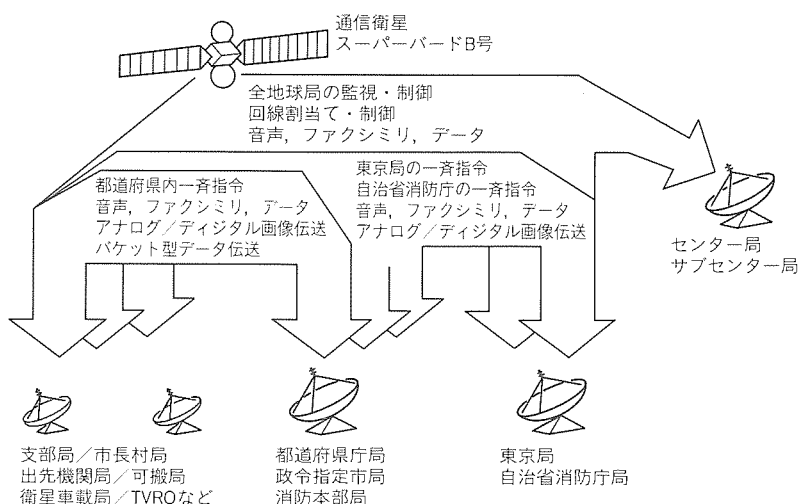 通信衛星
スーパーバードB号
全地球局の監視・制御
回線割当て・制御
音声，ファクシミリ，データ
東京局の一斉指令
自治省消防庁の一斉指令
音声，ファクシミリ，データ
アナログ／ディジタル画像伝送
都道府県内一斉指令
音声，ファクシミリ，データ
アナログ／ディジタル画像伝送
パケット型データ伝送
センター局
サブセンター局
支部局／市長村局
出先機関局／可搬局
衛星車載局／TVROなど
都道府県庁局
政令指定市局
消防本部局
東京局
自治省消防庁局